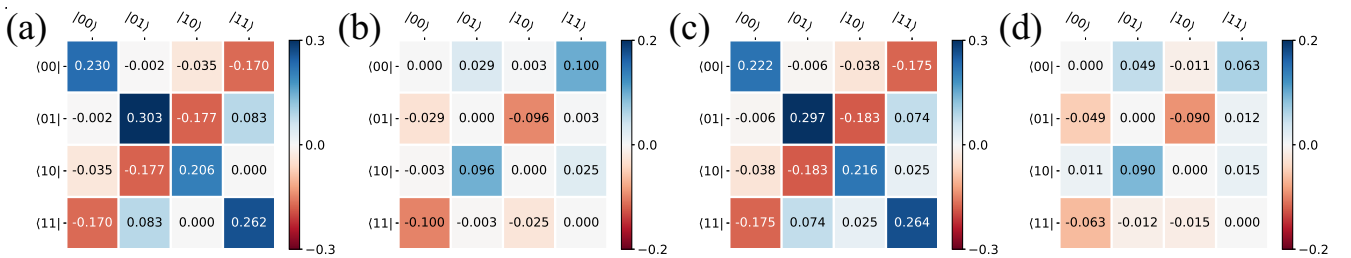 (a) (b) (c) (d)
|00⟩ |01⟩ |10⟩ |11⟩ |00⟩ |01⟩ |10⟩ |11⟩ |00⟩ |01⟩ |10⟩ |11⟩ |00⟩ |01⟩ |10⟩ |11⟩
⟨00| 0.230 -0.002 -0.035 -0.170 0.3 ⟨00| 0.000 0.029 0.003 0.100 0.2 ⟨00| 0.222 -0.006 -0.038 -0.175 0.3 ⟨00| 0.000 0.049 -0.011 0.063 0.2
⟨01| -0.002 0.303 -0.177 0.083 ⟨01| -0.029 0.000 -0.096 0.003 ⟨01| -0.006 0.297 -0.183 0.074 ⟨01| -0.049 0.000 -0.090 0.012
0.0 0.0 0.0 0.0
⟨10| -0.035 -0.177 0.206 0.000 ⟨10| -0.003 0.096 0.000 0.025 ⟨10| -0.038 -0.183 0.216 0.025 ⟨10| 0.011 0.090 0.000 0.015
⟨11| -0.170 0.083 0.000 0.262 ⟨11| -0.100 -0.003 -0.025 0.000 ⟨11| -0.175 0.074 0.025 0.264 ⟨11| -0.063 -0.012 -0.015 0.000
−0.3 −0.2 −0.3 −0.2